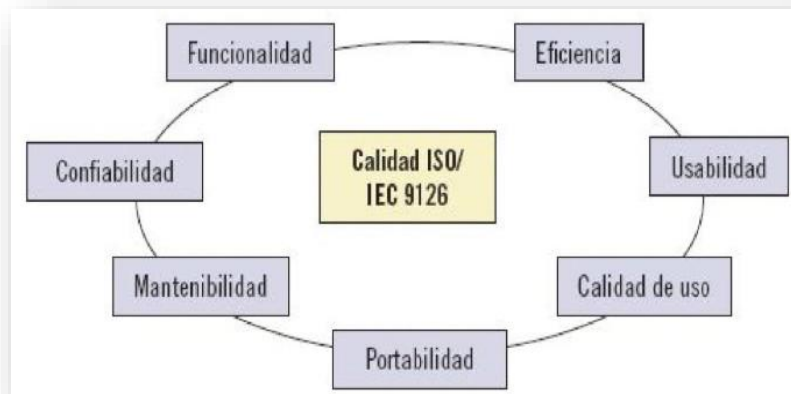 Funcionalidad
Eficiencia
Confiabilidad
Calidad ISO/
IEC 9126
Usabilidad
Mantenibilidad
Calidad de uso
Portabilidad